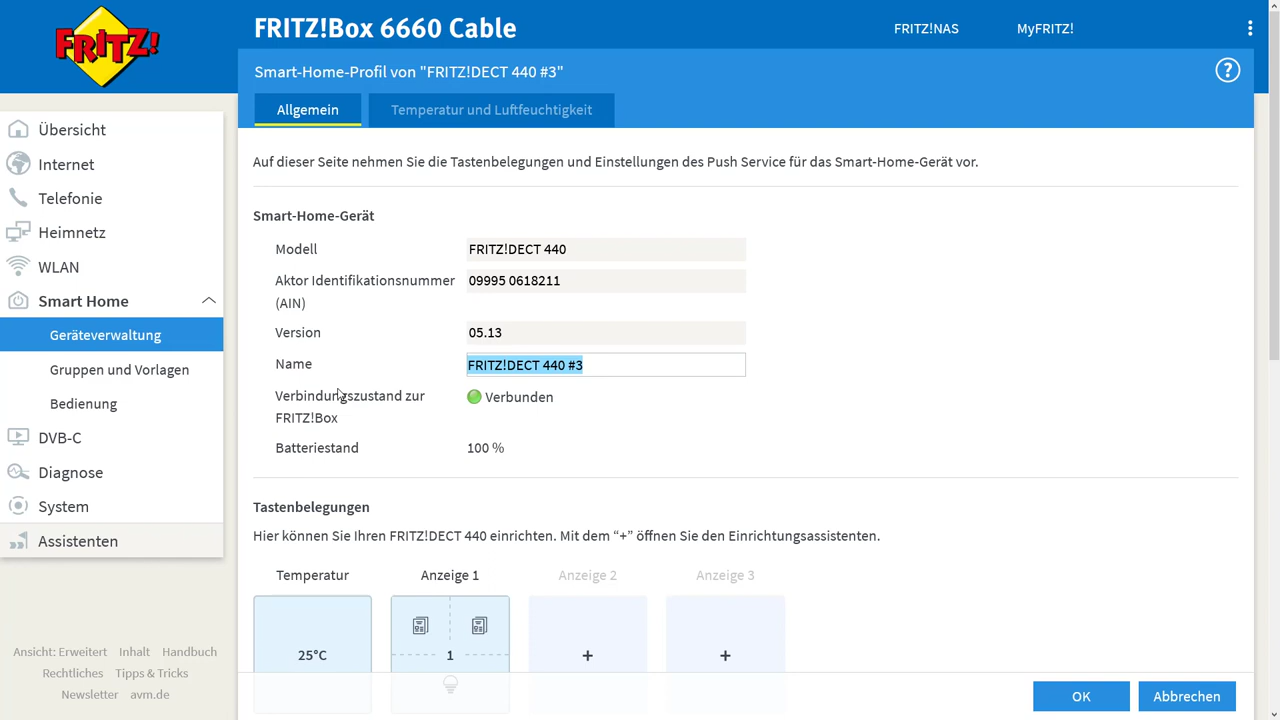 FRITZ!
FRITZ!Box 6660 Cable
FRITZ!NAS
MyFRITZ!
Smart-Home-Profil von "FRITZ!DECT 440 #3"
Allgemein
Temperatur und Luftfeuchtigkeit
Übersicht
Internet
Telefonie
Heimnetz
WLAN
Smart Home
Geräteverwaltung
Gruppen und Vorlagen
Bedienung
DVB-C
Diagnose
System
Assistenten
Ansicht: Erweitert Inhalt Handbuch
Rechtliches Tipps & Tricks
Newsletter avm.de
Auf dieser Seite nehmen Sie die Tastenbelegungen und Einstellungen des Push Service für das Smart-Home-Gerät vor.
Smart-Home-Gerät
Modell FRITZ!DECT 440
Aktor Identifikationsnummer 09995 0618211
(AIN)
Version 05.13
Name FRITZ!DECT 440 #3
Verbindungszustand zur Verbunden
FRITZ!Box
Batteriestand 100 %
Tastenbelegungen
Hier können Sie Ihren FRITZ!DECT 440 einrichten. Mit dem “+” öffnen Sie den Einrichtungsassistenten.
Temperatur Anzeige 1 Anzeige 2 Anzeige 3
25°C 1 + +
OK Abbrechen